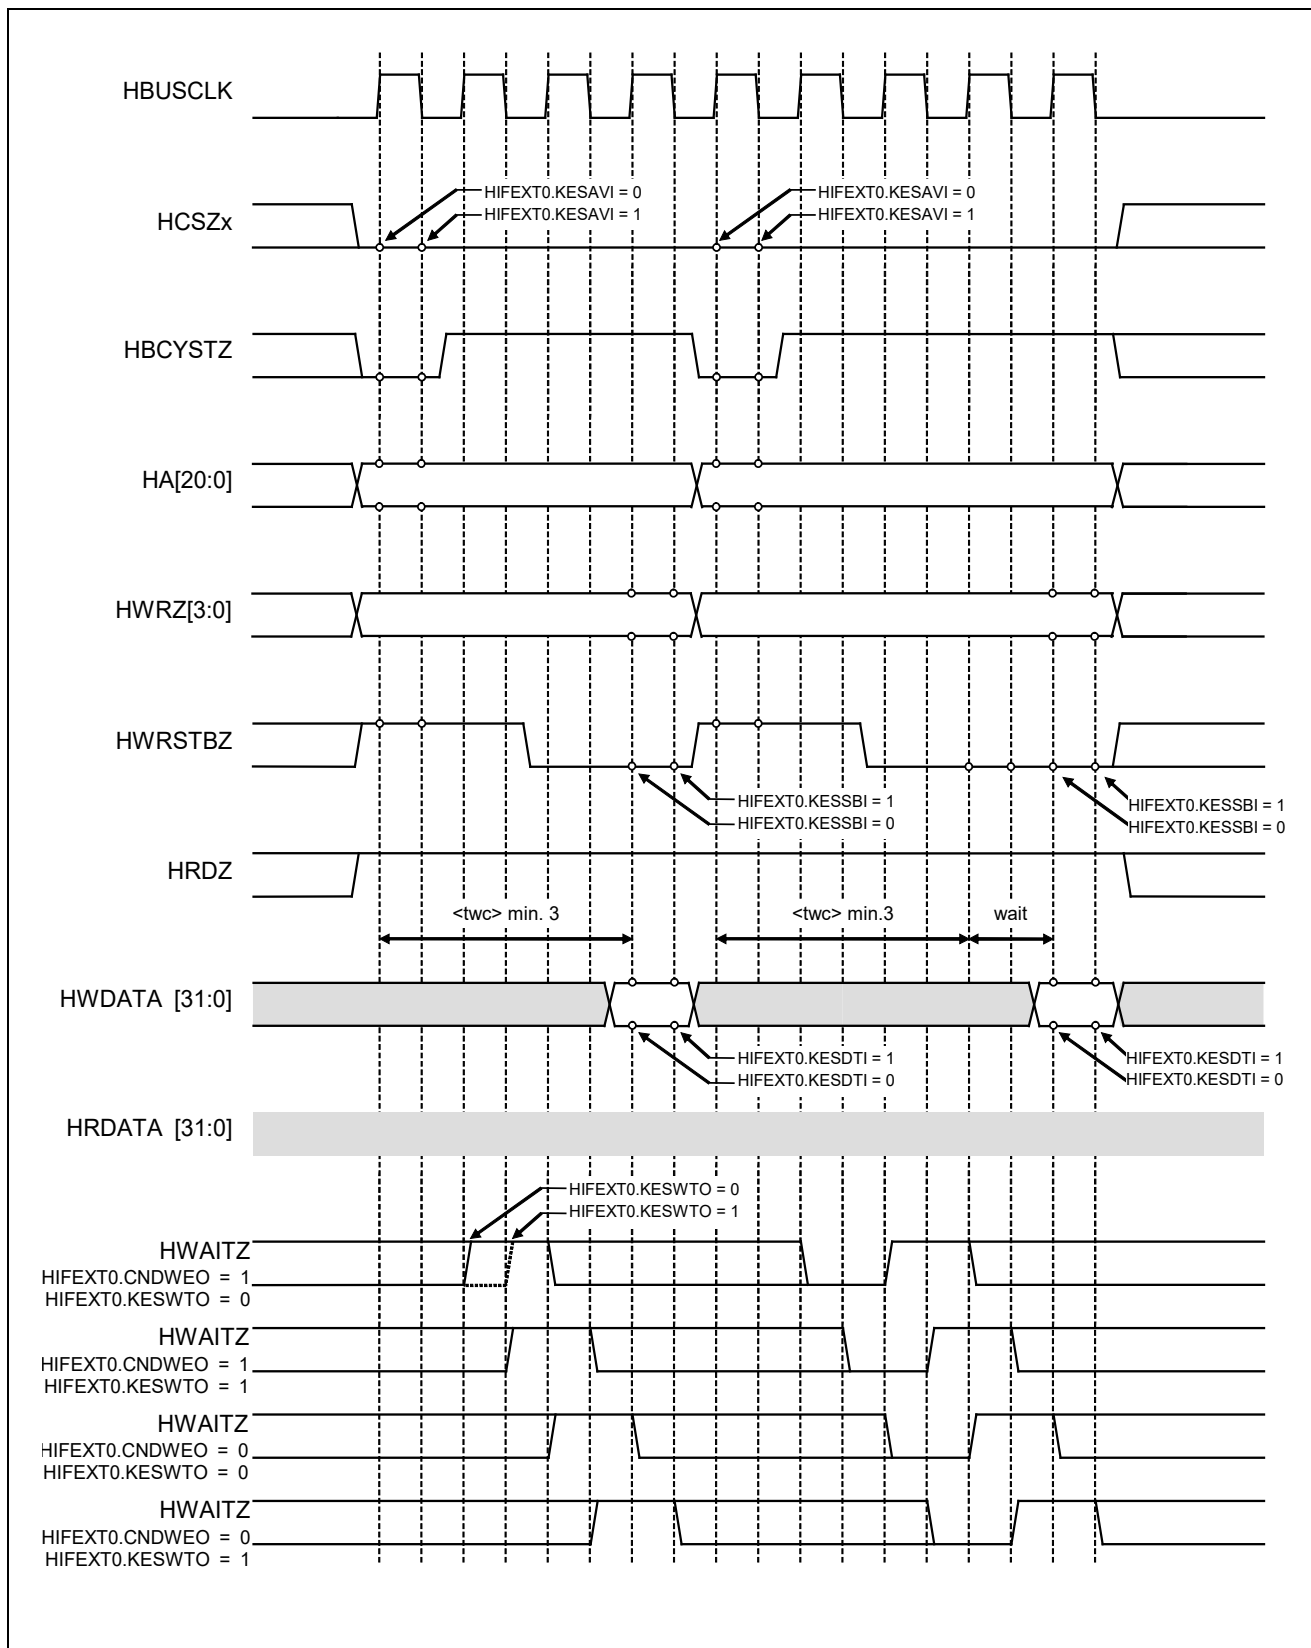 HBUSCLK
HIFEXT0.KESAVI = 0
HIFEXT0.KESAVI = 0
HIFEXT0.KESAVI = 1
HIFEXT0.KESAVI = 1
HCSZx
HBCYSTZ
HA[20:0]
HWRZ[3:0]
HWRSTBZ
HIFEXT0.KESSBI = 1
HIFEXT0.KESSBI = 1
HIFEXT0.KESSBI = 0
HIFEXT0.KESSBI = 0
HRDZ
<twc> min. 3
<twc> min.3
wait
HWDATA [31:0]
HIFEXT0.KESDTI = 1
HIFEXT0.KESDTI = 1
HIFEXT0.KESDTI = 0
HIFEXT0.KESDTI = 0
HRDATA [31:0]
HIFEXT0.KESWTO = 0
HIFEXT0.KESWTO = 1
HWAITZ
HIFEXT0.CNDWEO = 1
HIFEXT0.KESWTO = 0
HWAITZ
HIFEXT0.CNDWEO = 1
HIFEXT0.KESWTO = 1
HWAITZ
HIFEXT0.CNDWEO = 0
HIFEXT0.KESWTO = 0
HWAITZ
HIFEXT0.CNDWEO = 0
HIFEXT0.KESWTO = 1